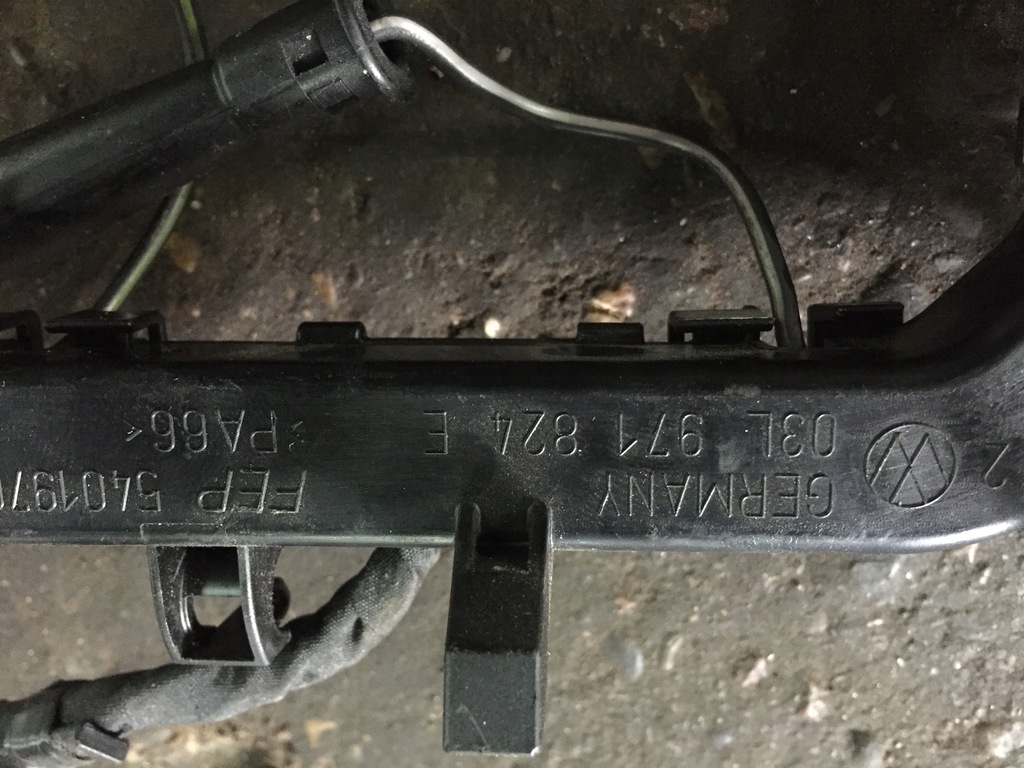 2
GERMANY FEP 540197
03L 971 824 E >PA66<